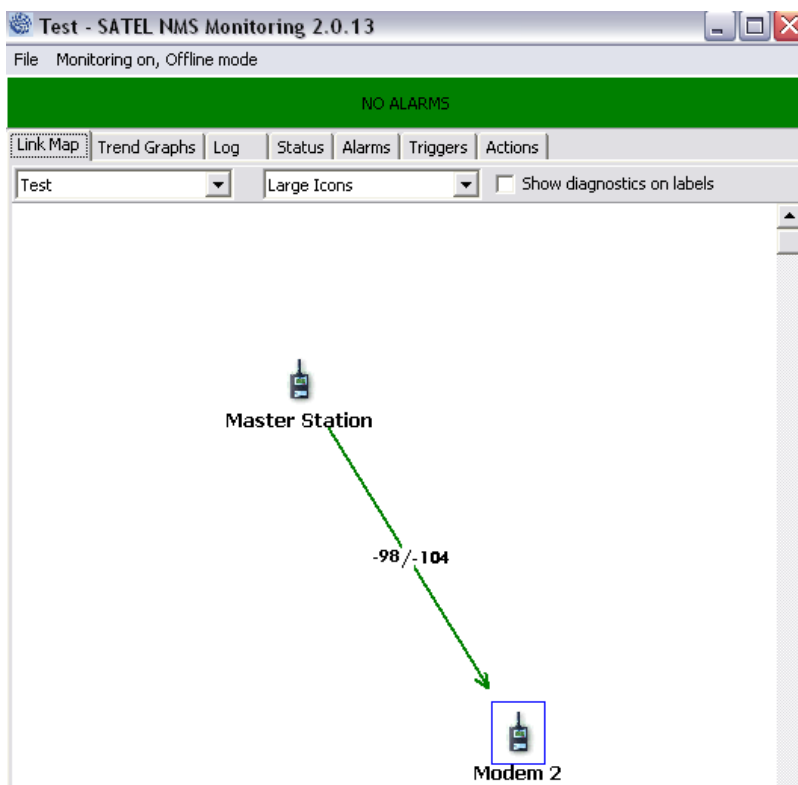 Test - SATEL NMS Monitoring 2.0.13
File Monitoring on, Offline mode
NO ALARMS
Link Map Trend Graphs Log Status Alarms Triggers Actions
Test Large Icons Show diagnostics on labels
Master Station
-98/-104
Modem 2